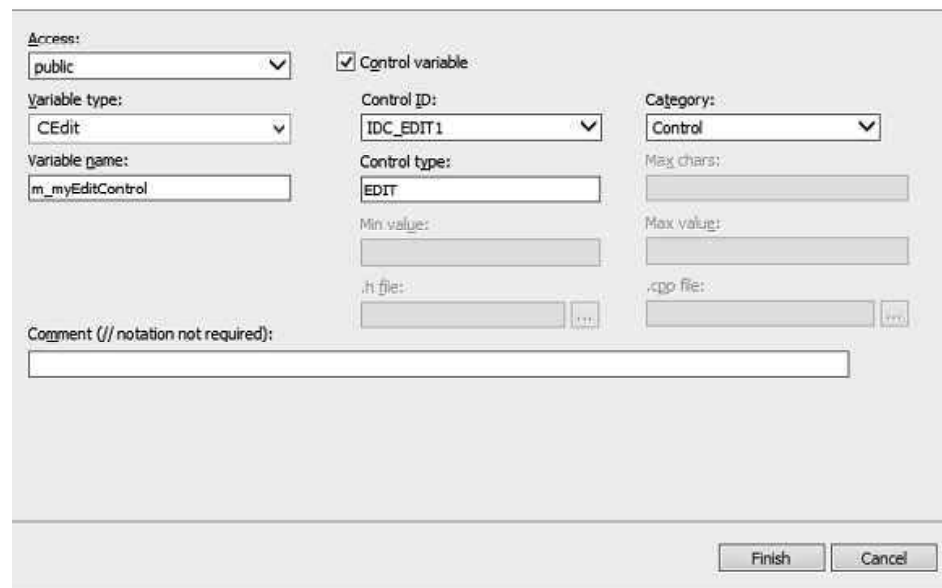 Access:
public
Control variable
Variable type:
Control ID:
Category:
CEdit
IDC_EDIT1
Control
Variable name:
Control type:
Max chars:
m_myEditControl
EDIT
Min value:
Max value:
.h file:
.cpp file:
...
...
Comment (// notation not required):
Finish
Cancel